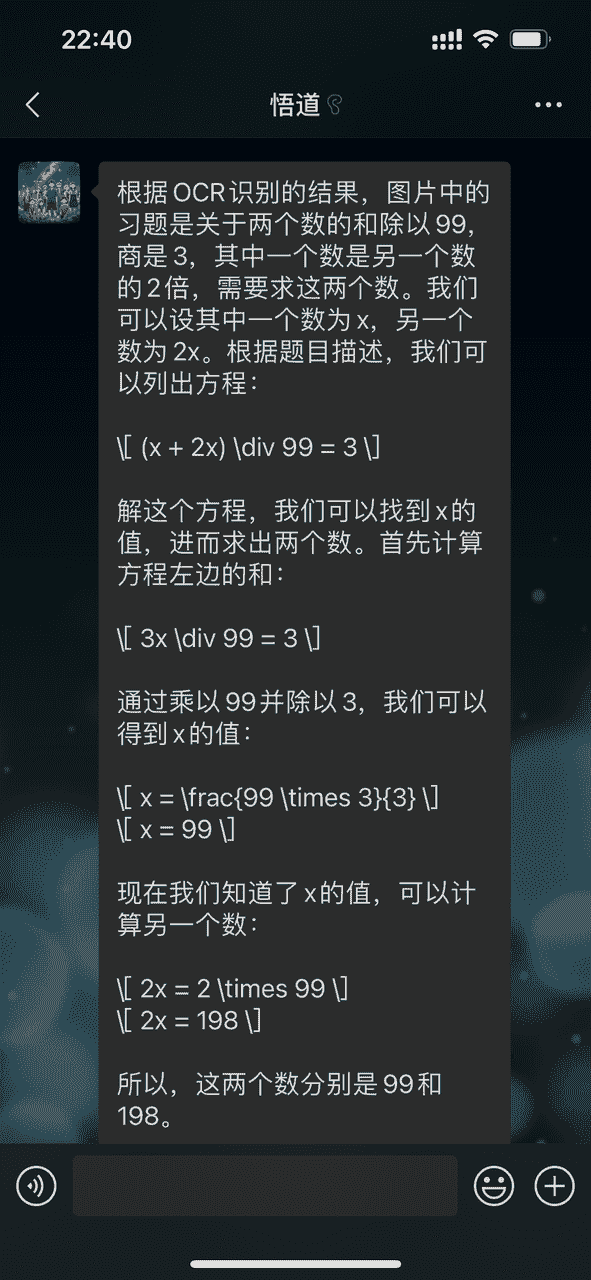 22:40
悟道
根据OCR识别的结果，图片中的
习题是关于两个数的和除以99，
商是3，其中一个数是另一个数
的2倍，需要求这两个数。我们
可以设其中一个数为x，另一个
数为2x。根据题目描述，我们可
以列出方程：
\[ (x + 2x) \div 99 = 3 \]
解这个方程，我们可以找到x的
值，进而求出两个数。首先计算
方程左边的和：
\[ 3x \div 99 = 3 \]
通过乘以99并除以3，我们可以
得到x的值：
\[ x = \frac{99 \times 3}{3} \]
\[ x = 99 \]
现在我们知道了x的值，可以计
算另一个数：
\[ 2x = 2 \times 99 \]
\[ 2x = 198 \]
所以，这两个数分别是99和
198。